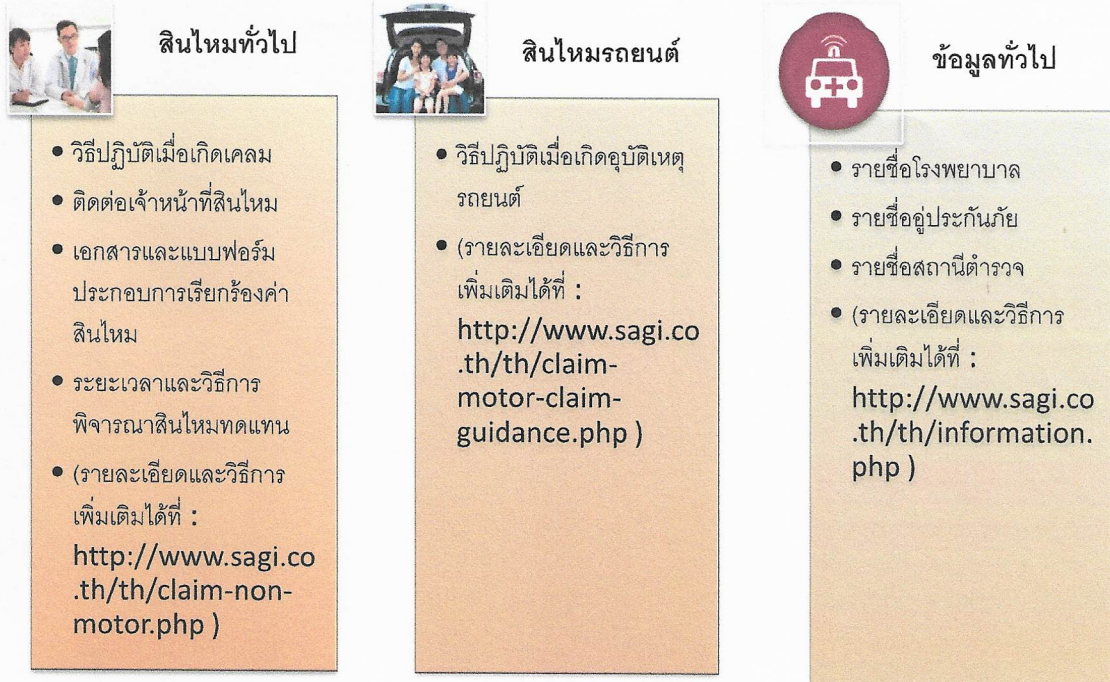 สินไหมทั่วไป
• วิธีปฏิบัติเมื่อเกิดเคลม
• ติดต่อเจ้าหน้าที่สินไหม
• เอกสารและแบบฟอร์ม
ประกอบการเรียกร้องค่า
สินไหม
• ระยะเวลาและวิธีการ
พิจารณาสินไหมทดแทน
• (รายละเอียดและวิธีการ
เพิ่มเติมได้ที่ :
http://www.sagi.co
.th/th/claim-non-
motor.php )
สินไหมรถยนต์
• วิธีปฏิบัติเมื่อเกิดอุบัติเหตุ
รถยนต์
• (รายละเอียดและวิธีการ
เพิ่มเติมได้ที่ :
http://www.sagi.co
.th/th/claim-
motor-claim-
guidance.php )
ข้อมูลทั่วไป
• รายชื่อโรงพยาบาล
• รายชื่ออู่ประกันภัย
• รายชื่อสถานีตำรวจ
• (รายละเอียดและวิธีการ
เพิ่มเติมได้ที่ :
http://www.sagi.co
.th/th/information.
php )